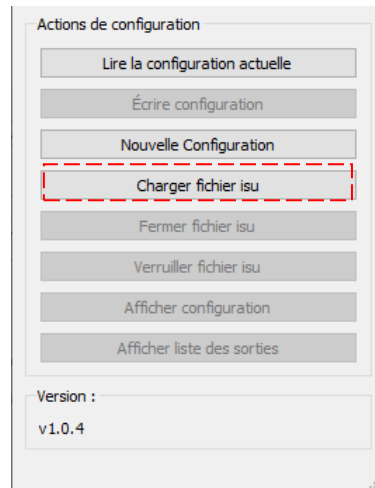 Actions de configuration
Lire la configuration actuelle
Écrire configuration
Nouvelle Configuration
Charger fichier isu
Fermer fichier isu
Verruiller fichier isu
Afficher configuration
Afficher liste des sorties
Version :
v1.0.4